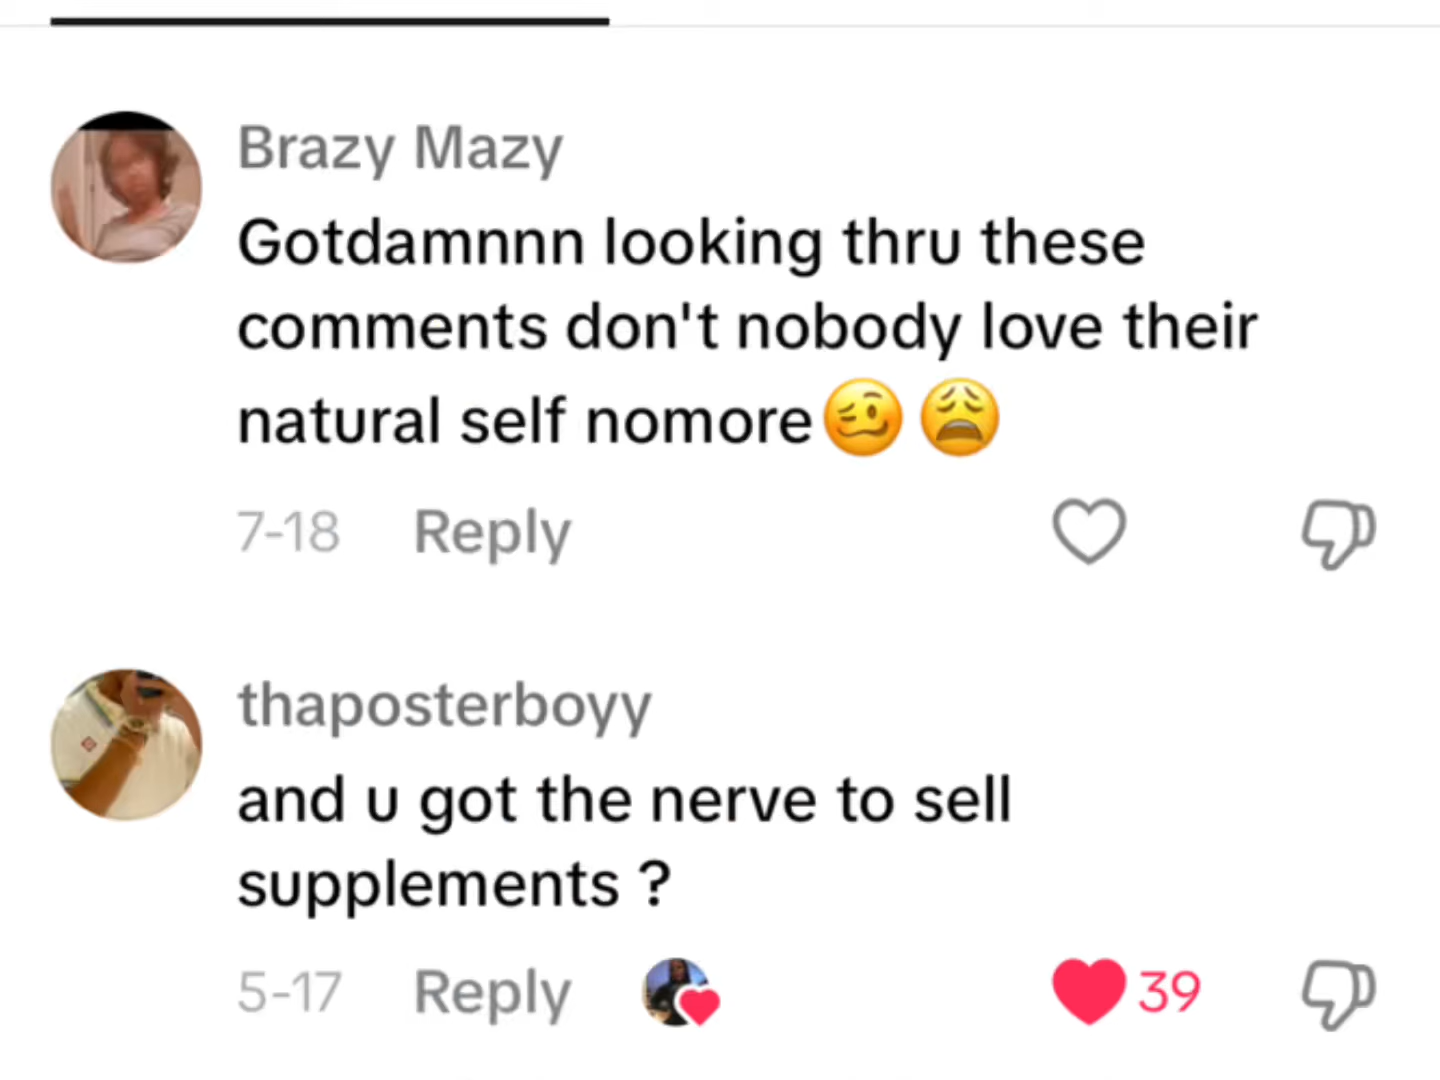 Brazy Mazy
Gotdamnnn looking thru these
comments don't nobody love their
natural self nomore🥴😩
7-18 Reply
thaposterboyy
and u got the nerve to sell
supplements ?
5-17 Reply 39